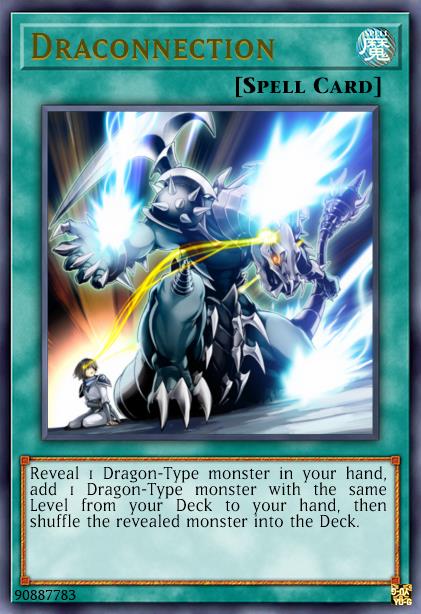 DRACONNECTION
SPELL
魔
[SPELL CARD]
Reveal 1 Dragon-Type monster in your hand,
add 1 Dragon-Type monster with the same
Level from your Deck to your hand, then
shuffle the revealed monster into the Deck.
90887783